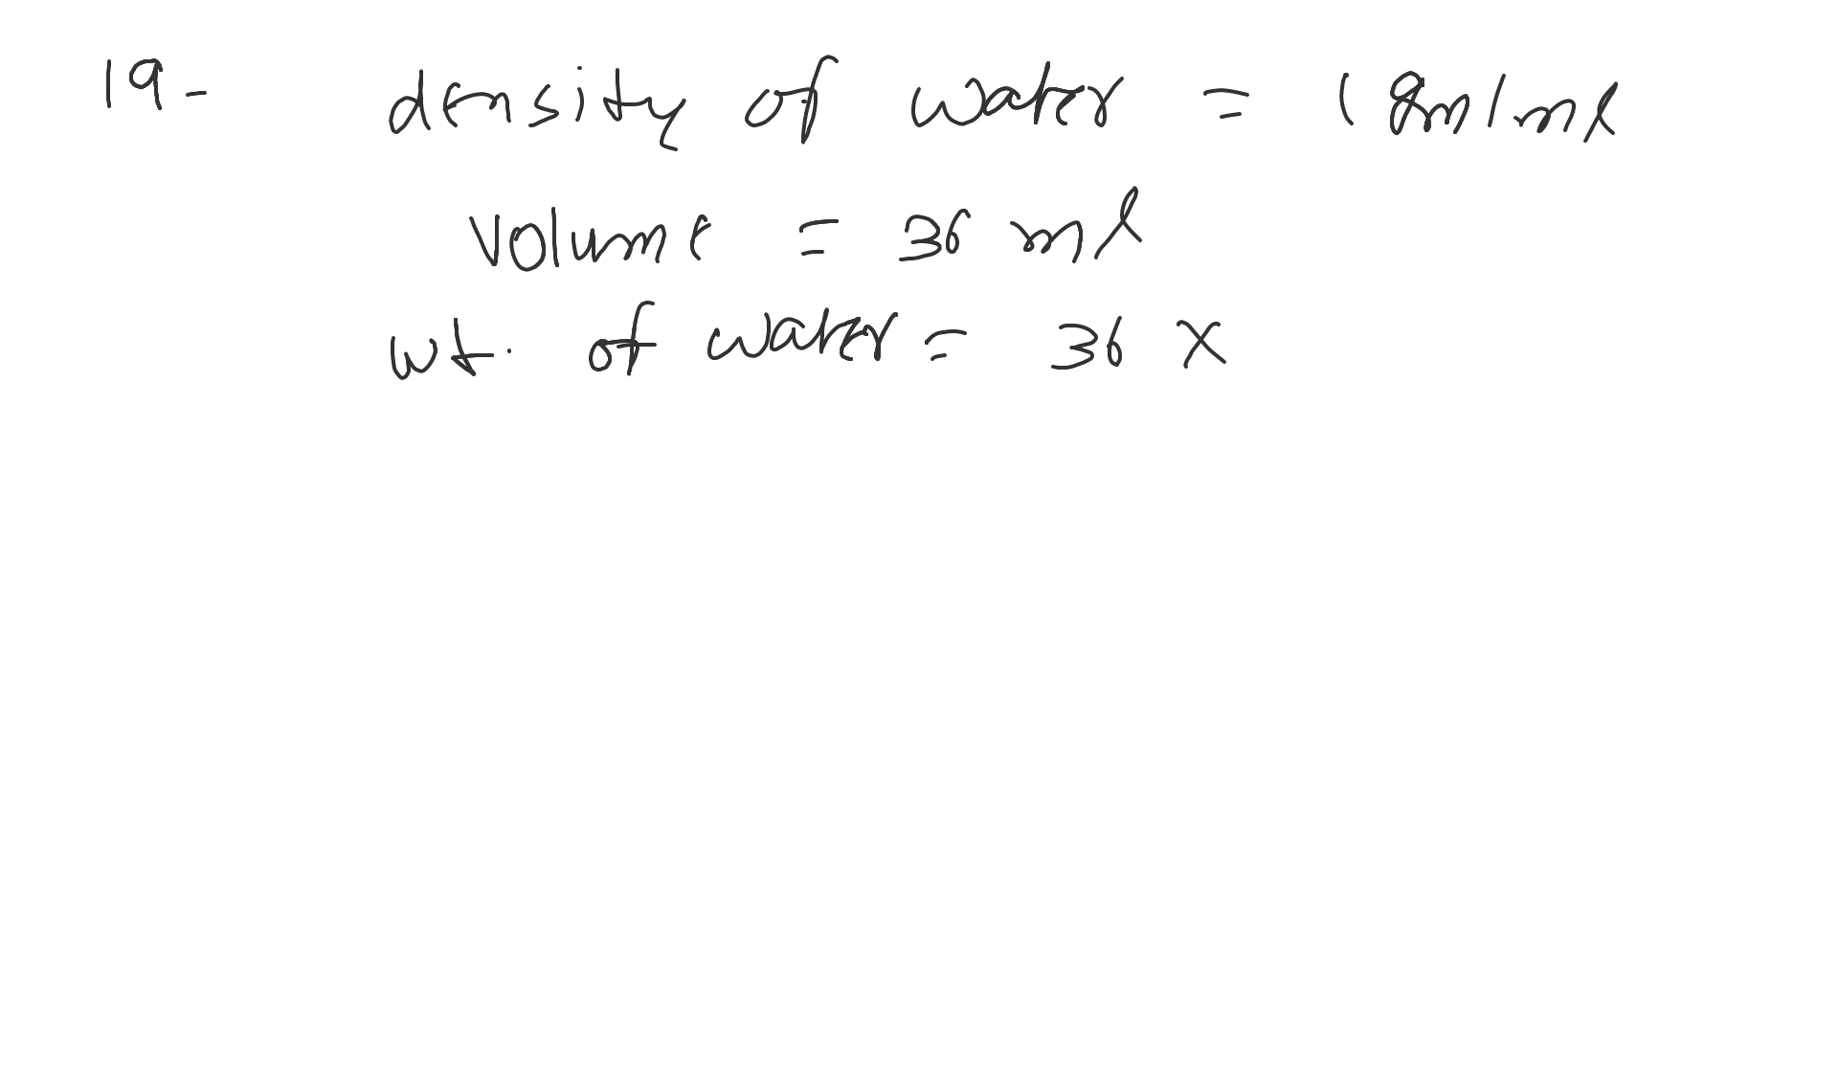 19- density of water = 1 gm/ml
volume = 36 ml
wt. of water = 36 x